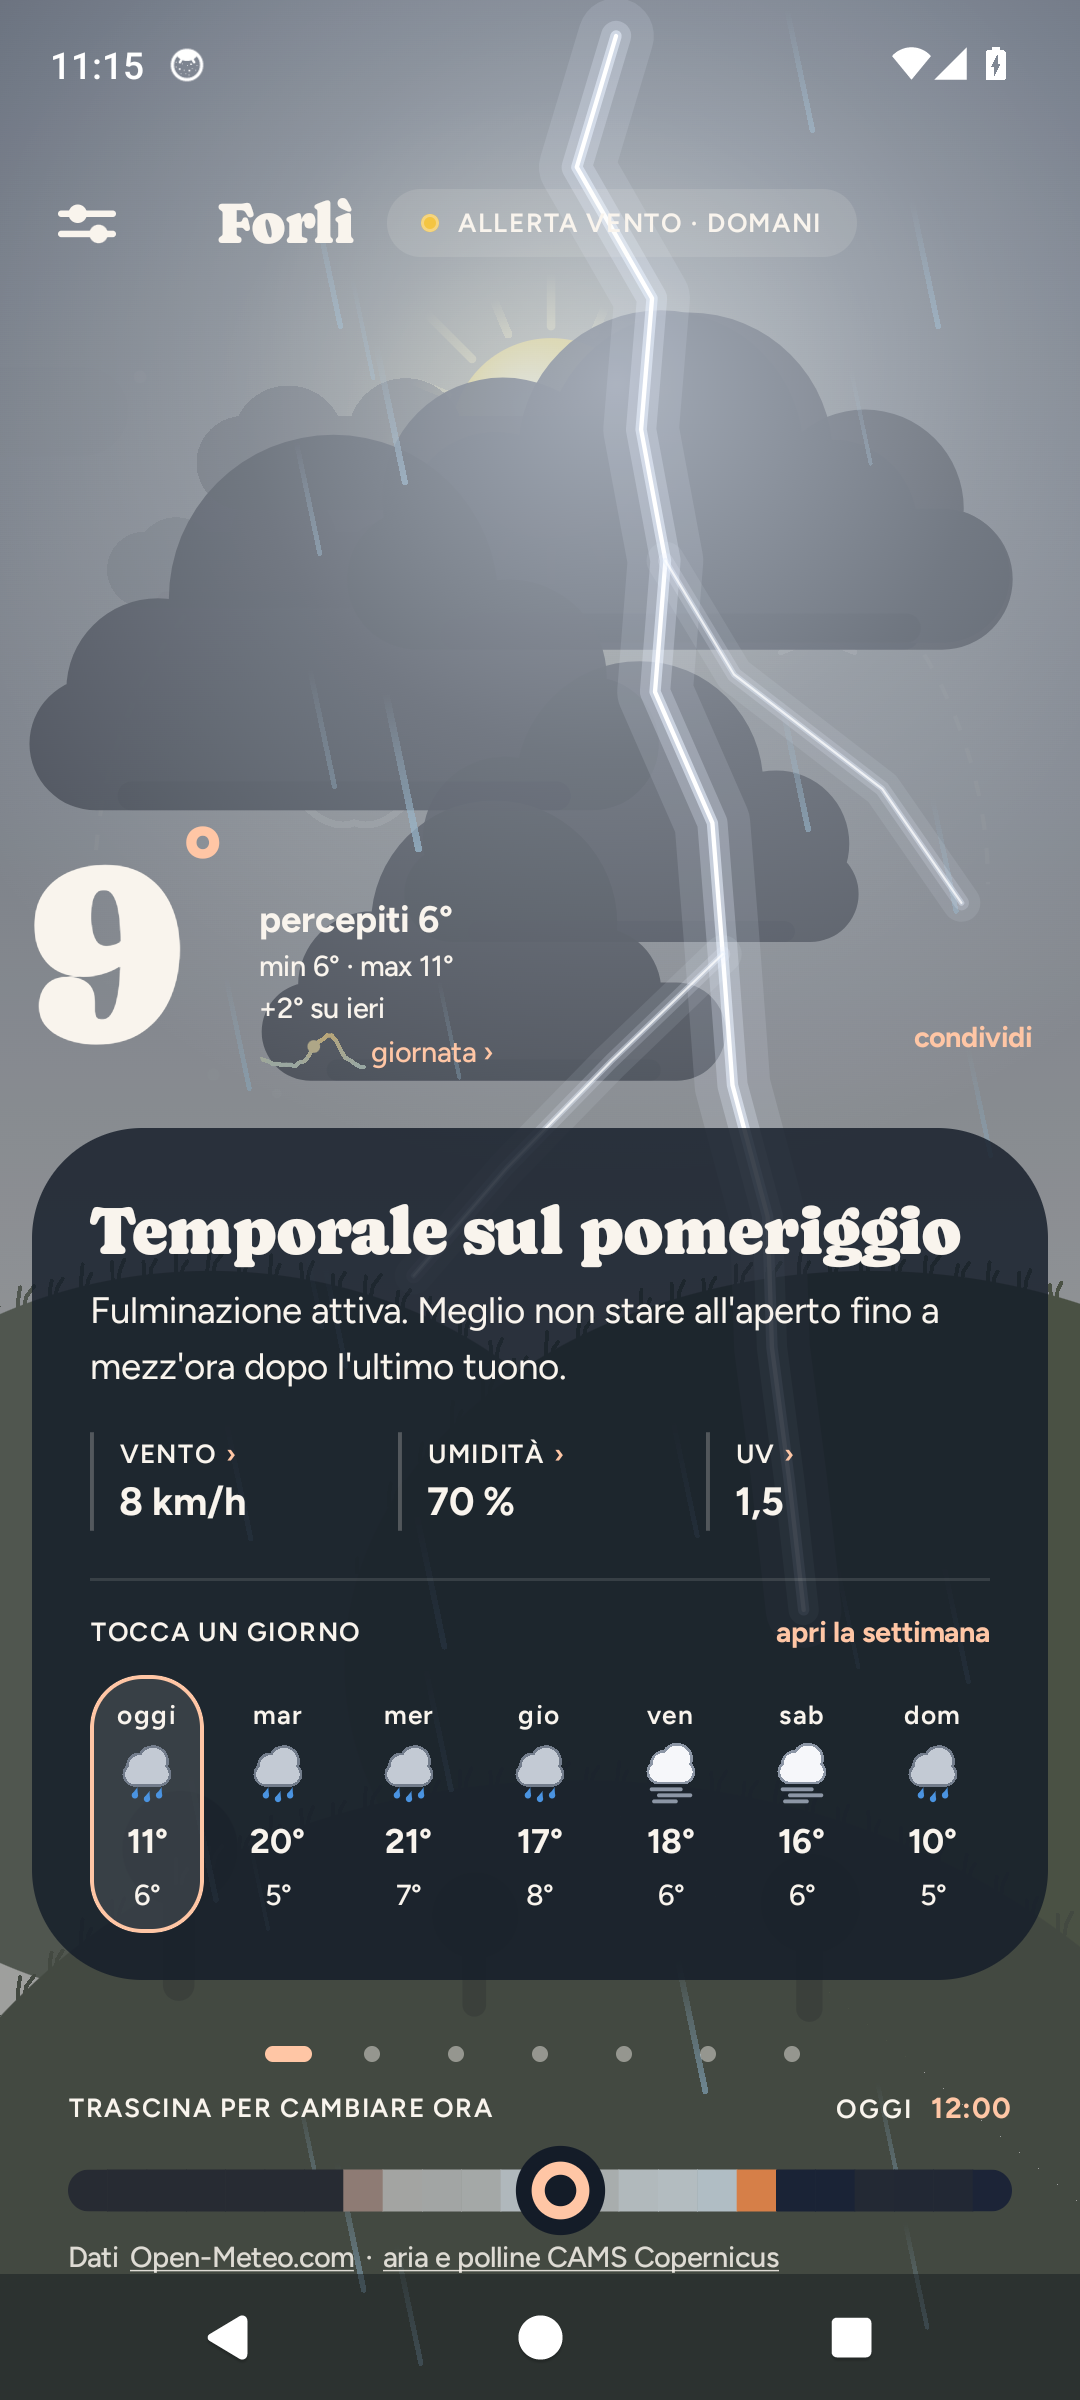 11:15
Forlì
ALLERTA VENTO · DOMANI
9°
percepiti 6°
min 6° · max 11°
+2° su ieri
giornata ›
condividi
Temporale sul pomeriggio
Fulminazione attiva. Meglio non stare all'aperto fino a
mezz'ora dopo l'ultimo tuono.
VENTO › UMIDITÀ › UV ›
8 km/h 70 % 1,5
TOCCA UN GIORNO apri la settimana
oggi mar mer gio ven sab dom
11° 20° 21° 17° 18° 16° 10°
6° 5° 7° 8° 6° 6° 5°
TRASCINA PER CAMBIARE ORA OGGI 12:00
Dati Open-Meteo.com · aria e polline CAMS Copernicus